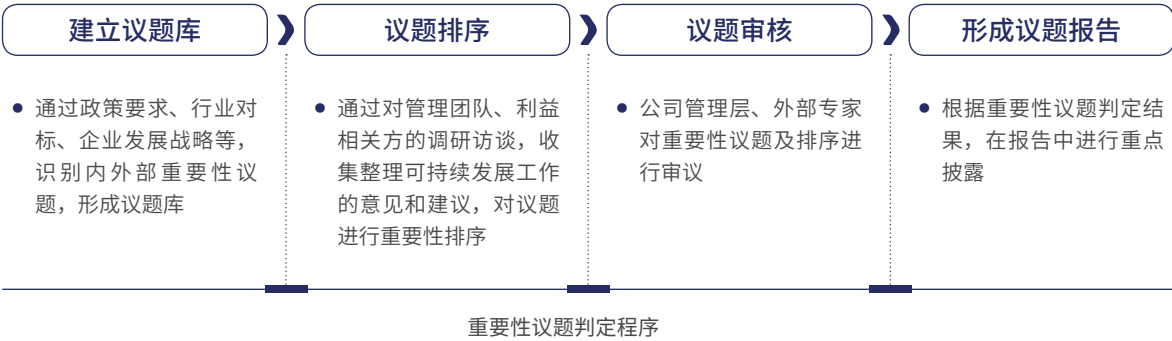 建立议题库
议题排序
议题审核
形成议题报告
通过政策要求、行业对
标、企业发展战略等，
识别内外部重要性议
题，形成议题库
通过对管理团队、利益
相关方的调研访谈，收
集整理可持续发展工作
的意见和建议，对议题
进行重要性排序
公司管理层、外部专家
对重要性议题及排序进
行审议
根据重要性议题判定结
果，在报告中进行重点
披露
重要性议题判定程序